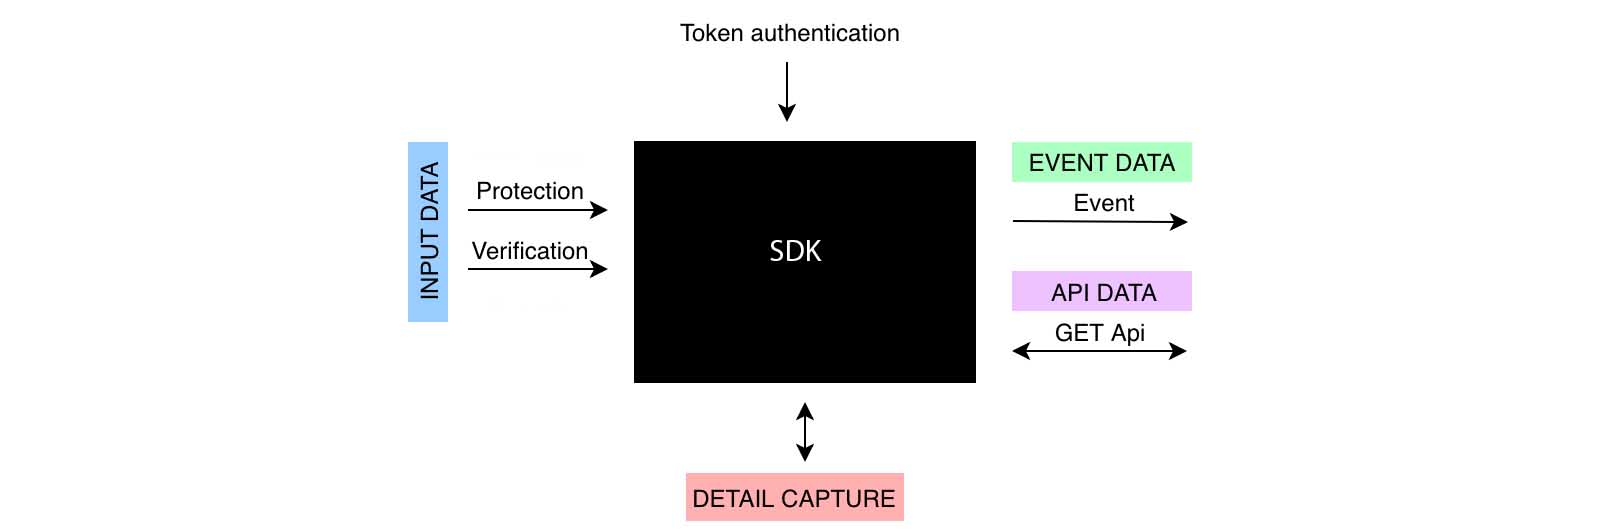 Token authentication
INPUT DATA
Protection
Verification
SDK
EVENT DATA
Event
API DATA
GET Api
DETAIL CAPTURE